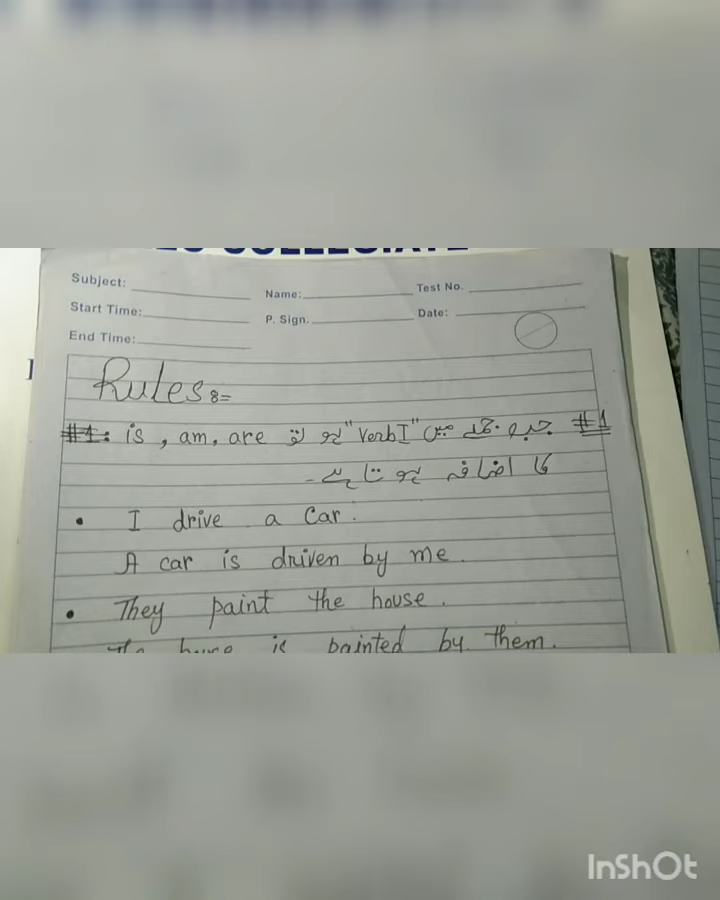 Subject:
Name:
Test No.
Start Time:
P. Sign.
Date:
End Time:
Rules:=
#1 جب جملے میں "Verb I" ہو تو is, am, are
کا اضافہ ہوتا ہے۔
• I drive a car.
A car is driven by me.
• They paint the house.
house is painted by them.
InShOt